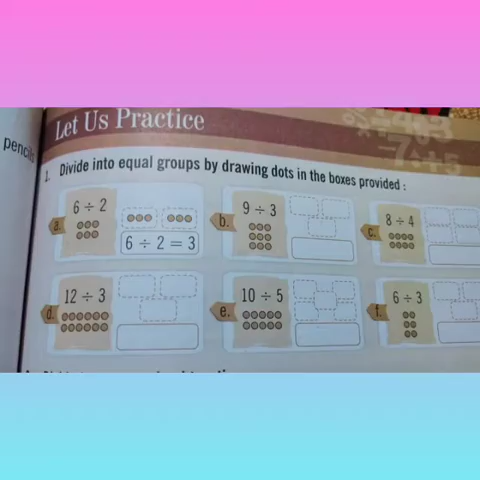 pencils
Let Us Practice
1. Divide into equal groups by drawing dots in the boxes provided :
a. 6 ÷ 2
6 ÷ 2 = 3
b. 9 ÷ 3
c. 8 ÷ 4
d. 12 ÷ 3
e. 10 ÷ 5
f. 6 ÷ 3